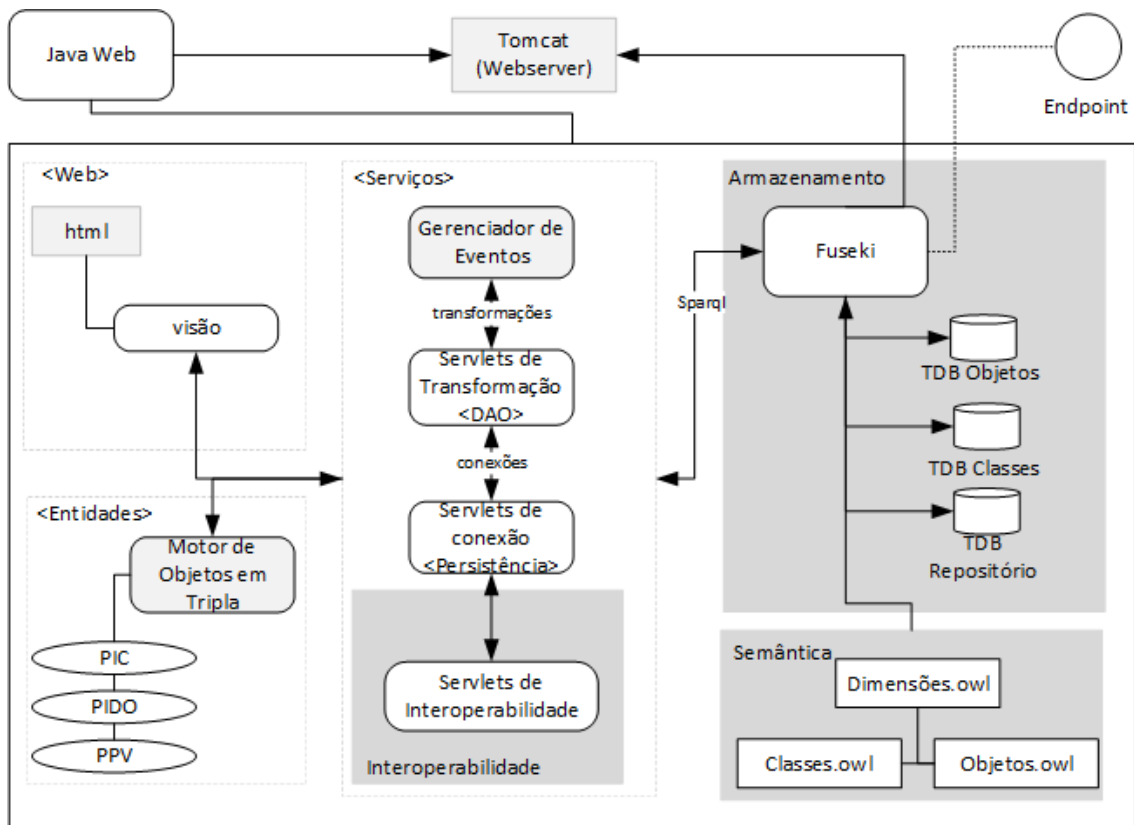 Java Web
Tomcat
(Webserver)
Endpoint
<Web>
html
visão
<Entidades>
Motor de
Objetos em
Tripla
PIC
PIDO
PPV
<Serviços>
Gerenciador de
Eventos
transformações
Servlets de
Transformação
<DAO>
conexões
Servlets de
conexão
<Persistência>
Servlets de
Interoperabilidade
Interoperabilidade
Sparql
Armazenamento
Fuseki
TDB Objetos
TDB Classes
TDB
Repositório
Semântica
Dimensões.owl
Classes.owl
Objetos.owl